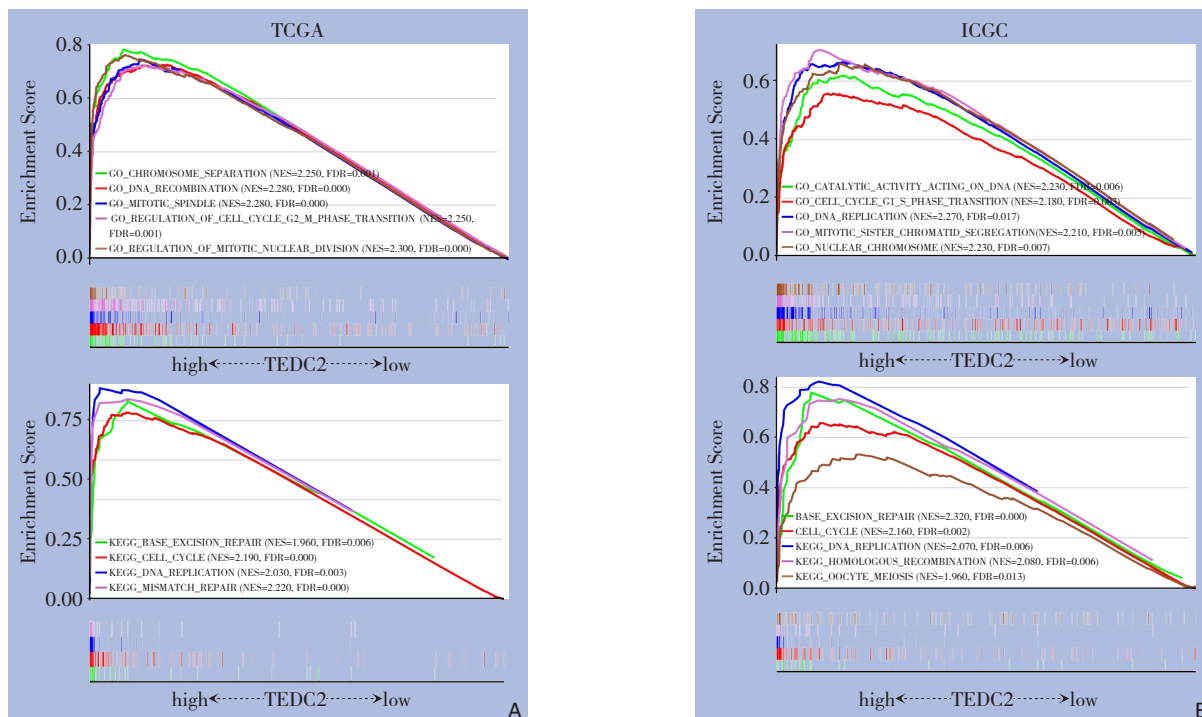 TCGA
Enrichment Score
0.8
0.6
0.4
0.2
0.0
GO_CHROMOSOME_SEPARATION (NES=2.250, FDR=0.001)
GO_DNA_RECOMBINATION (NES=2.280, FDR=0.000)
GO_MITOTIC_SPINDLE (NES=2.280, FDR=0.000)
GO_REGULATION_OF_CELL_CYCLE_G2_M_PHASE_TRANSITION (NES=2.250,
FDR=0.001)
GO_REGULATION_OF_MITOTIC_NUCLEAR_DIVISION (NES=2.300, FDR=0.000)
high TEDC2 low
Enrichment Score
0.75
0.50
0.25
0.00
KEGG_BASE_EXCISION_REPAIR (NES=1.960, FDR=0.006)
KEGG_CELL_CYCLE (NES=2.190, FDR=0.000)
KEGG_DNA_REPLICATION (NES=2.030, FDR=0.003)
KEGG_MISMATCH_REPAIR (NES=2.220, FDR=0.000)
high TEDC2 low
A
ICGC
Enrichment Score
0.6
0.4
0.2
0.0
GO_CATALYTIC_ACTIVITY_ACTING_ON_DNA (NES=2.230, FDR=0.006)
GO_CELL_CYCLE_G1_S_PHASE_TRANSITION (NES=2.180, FDR=0.003)
GO_DNA_REPLICATION (NES=2.270, FDR=0.017)
GO_MITOTIC_SISTER_CHROMATID_SEGREGATION (NES=2.210, FDR=0.005)
GO_NUCLEAR_CHROMOSOME (NES=2.230, FDR=0.007)
high TEDC2 low
Enrichment Score
0.8
0.6
0.4
0.2
0.0
BASE_EXCISION_REPAIR (NES=2.320, FDR=0.000)
CELL_CYCLE (NES=2.160, FDR=0.002)
KEGG_DNA_REPLICATION (NES=2.070, FDR=0.006)
KEGG_HOMOLOGOUS_RECOMBINATION (NES=2.080, FDR=0.006)
KEGG_OOCYTE_MEIOSIS (NES=1.960, FDR=0.013)
high TEDC2 low